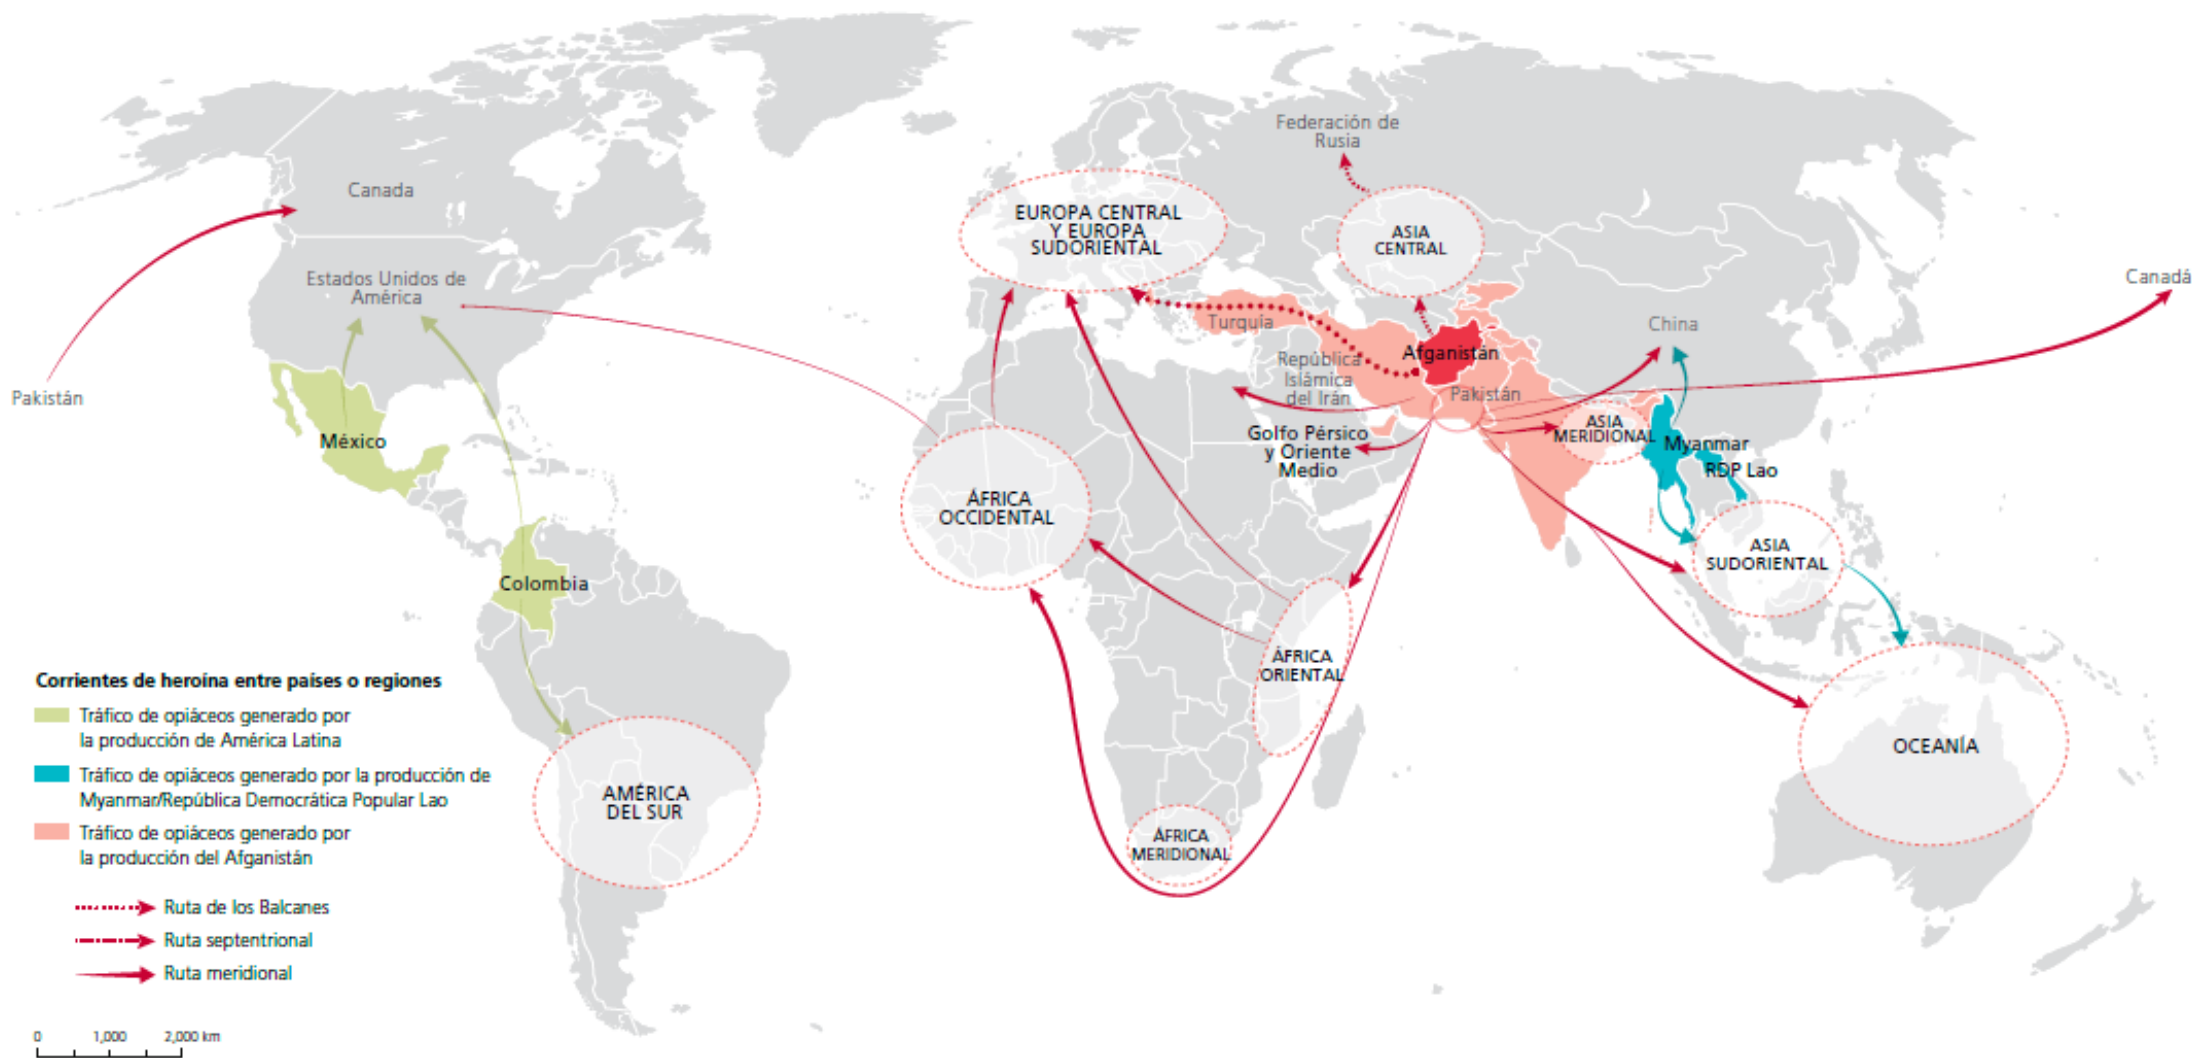 Federación de
Rusia
Canada
EUROPA CENTRAL
Y EUROPA
SUDORIENTAL
ASIA
CENTRAL
Estados Unidos de
América
Canadá
Turquía
China
Afganistán
República
Islámica
del Irán
Pakistán
Pakistán
México
Golfo Pérsico
y Oriente
Medio
ASIA
MERIDIONAL
Myanmar
RDP Lao
ÁFRICA
OCCIDENTAL
ASIA
SUDORIENTAL
Colombia
ÁFRICA
ORIENTAL
OCEANÍA
AMÉRICA
DEL SUR
ÁFRICA
MERIDIONAL
Corrientes de heroína entre países o regiones
Tráfico de opiáceos generado por
la producción de América Latina
Tráfico de opiáceos generado por la producción de
Myanmar/República Democrática Popular Lao
Tráfico de opiáceos generado por
la producción del Afganistán
Ruta de los Balcanes
Ruta septentrional
Ruta meridional
0 1,000 2,000 km